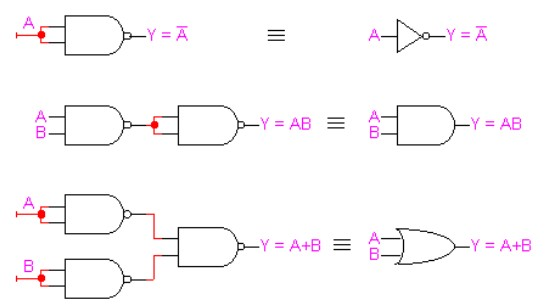 A Y = A̅ ≡ A Y = A̅
A Y = AB ≡ A Y = AB
B B
A
Y = A+B ≡ A Y = A+B
B
B